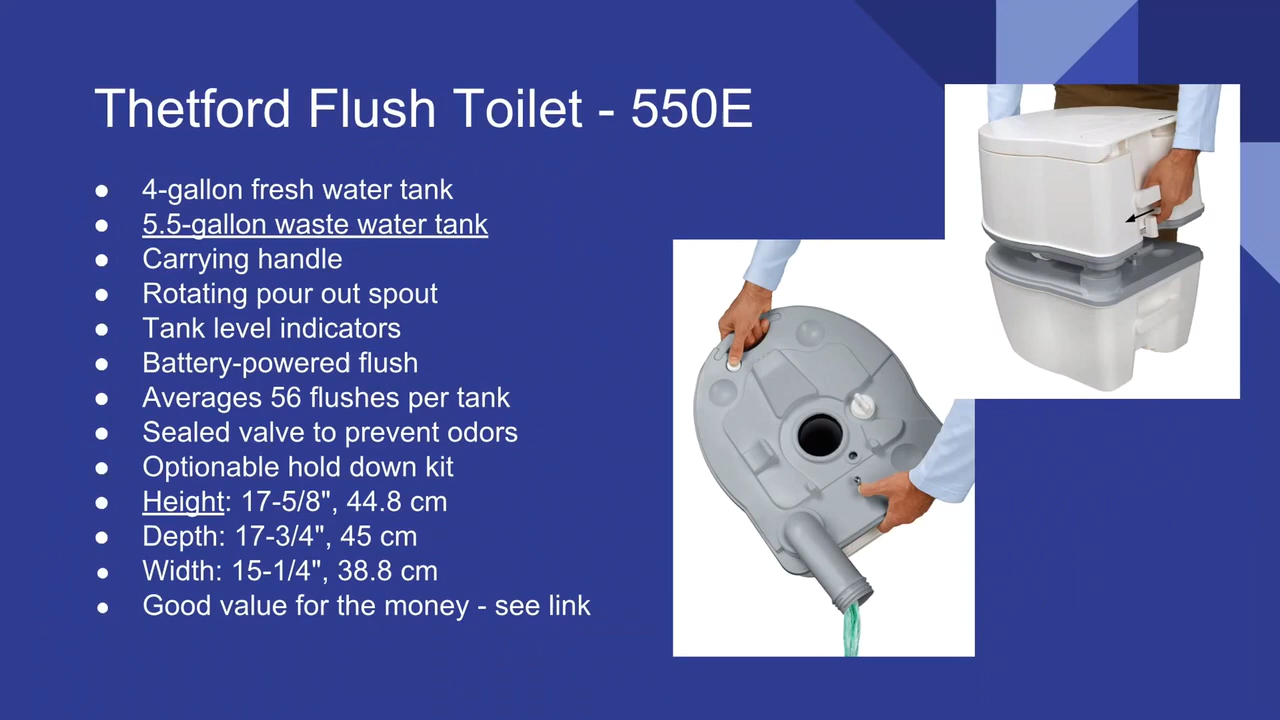 Thetford Flush Toilet - 550E
● 4-gallon fresh water tank
● 5.5-gallon waste water tank
● Carrying handle
● Rotating pour out spout
● Tank level indicators
● Battery-powered flush
● Averages 56 flushes per tank
● Sealed valve to prevent odors
● Optionable hold down kit
● Height: 17-5/8", 44.8 cm
● Depth: 17-3/4", 45 cm
● Width: 15-1/4", 38.8 cm
● Good value for the money - see link